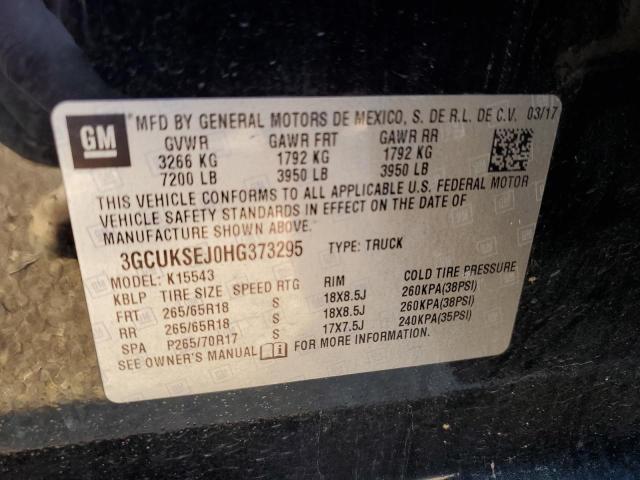 GM
MFD BY GENERAL MOTORS DE MEXICO, S. DE R.L. DE C.V. 03/17
GVWR GAWR FRT GAWR RR
3266 KG 1792 KG 1792 KG
7200 LB 3950 LB 3950 LB
THIS VEHICLE CONFORMS TO ALL APPLICABLE U.S. FEDERAL MOTOR
VEHICLE SAFETY STANDARDS IN EFFECT ON THE DATE OF
MANUFACTURE SHOWN ABOVE.
3GCUKSEJ0HG373295 TYPE: TRUCK
MODEL: K15543
KBLP TIRE SIZE SPEED RTG RIM COLD TIRE PRESSURE
FRT 265/65R18 S 18X8.5J 260KPA(38PSI)
RR 265/65R18 S 18X8.5J 260KPA(38PSI)
SPA P265/70R17 S 17X7.5J 240KPA(35PSI)
SEE OWNER'S MANUAL FOR MORE INFORMATION.